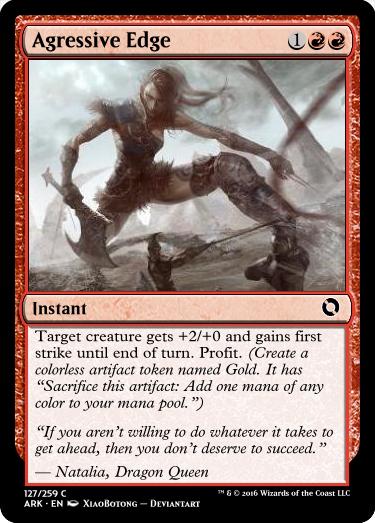 Agressive Edge 1
Instant
Target creature gets +2/+0 and gains first
strike until end of turn. Profit. (Create a
colorless artifact token named Gold. It has
“Sacrifice this artifact: Add one mana of any
color to your mana pool.”)
“If you aren't willing to do whatever it takes to
get ahead, then you don't deserve to succeed.”
— Natalia, Dragon Queen
127/259 C
ARK • EN XiaoBotong — Deviantart
™ & © 2016 Wizards of the Coast LLC